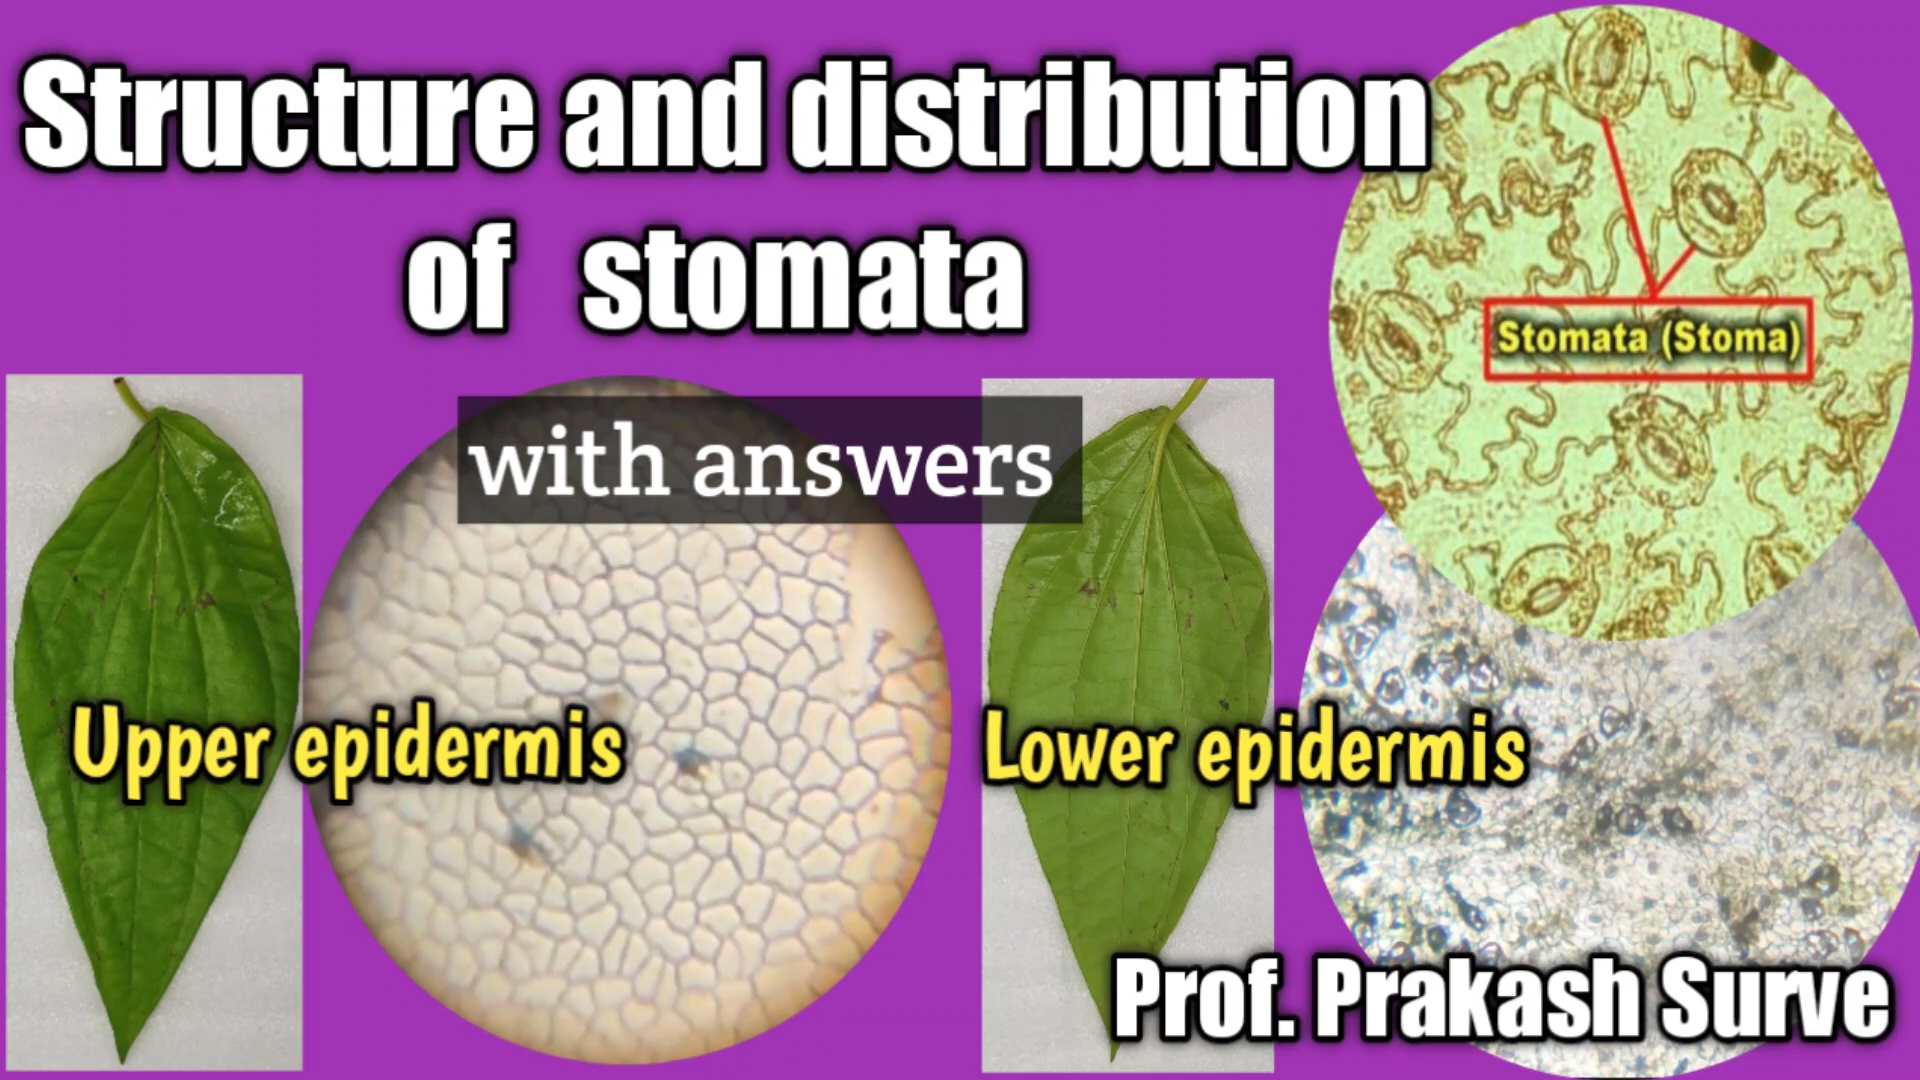 Structure and distribution
of stomata
with answers
Stomata (Stoma)
Upper epidermis
Lower epidermis
Prof. Prakash Surve